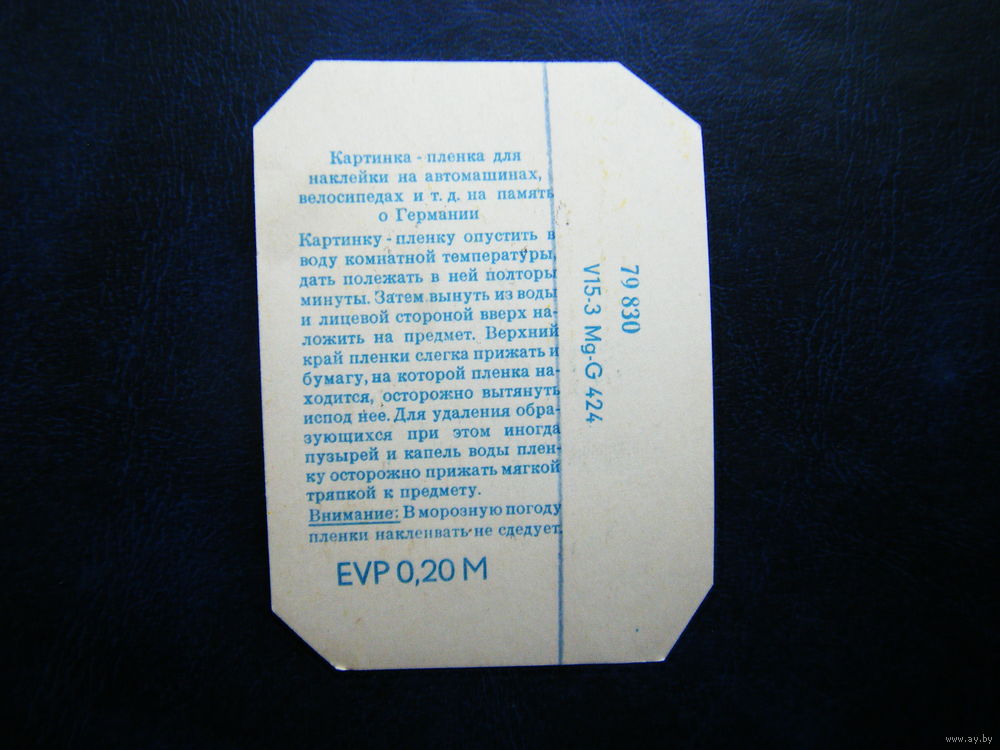 Картинка - пленка для
наклейки на автомашинах,
велосипедах и т. д. на память
о Германии
Картинку - пленку опустить в
воду комнатной температуры,
дать полежать в ней полторы
минуты. Затем вынуть из воды
и лицевой стороной вверх на-
ложить на предмет. Верхний
край пленки слегка прижать и
бумагу, на которой пленка на-
ходится, осторожно вытянуть
испод нее. Для удаления обра-
зующихся при этом иногда
пузырей и капель воды плен-
ку осторожно прижать мягкой
тряпкой к предмету.
Внимание: В морозную погоду
пленки накленвать не сдедует.
EVP 0,20 M
79 830
V15-3 Mg-G 424
www.ay.by